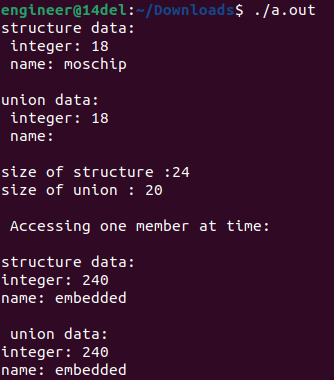 engineer@14del:~/Downloads$ ./a.out
structure data:
 integer: 18
 name: moschip

union data:
 integer: 18
 name:

size of structure :24
size of union : 20

 Accessing one member at time:

structure data:
integer: 240
name: embedded

 union data:
integer: 240
name: embedded